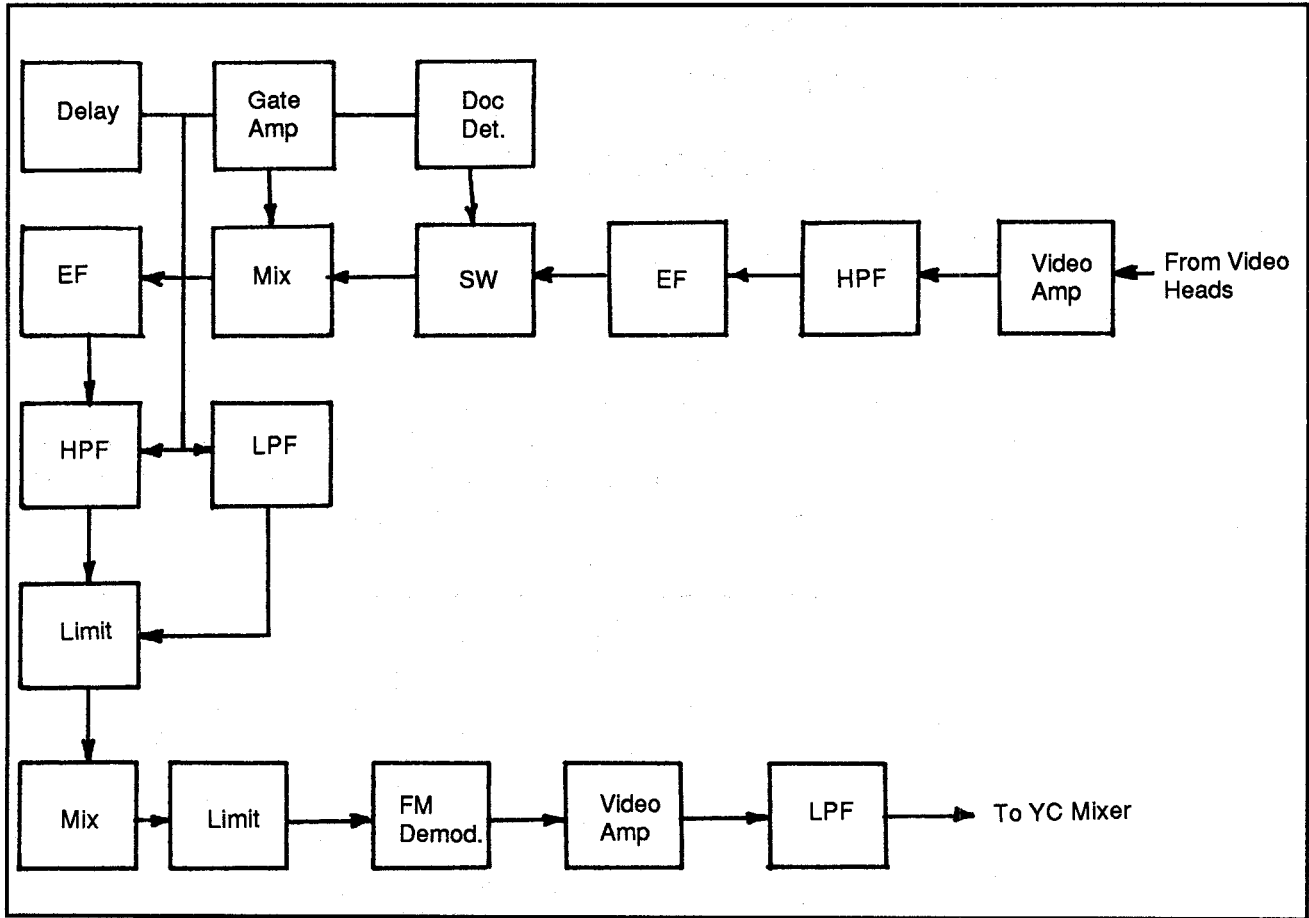 Delay
Gate
Amp
Doc
Det.
EF
Mix
SW
EF
HPF
Video
Amp
From Video
Heads
HPF
LPF
Limit
Mix
Limit
FM
Demod.
Video
Amp
LPF
To YC Mixer